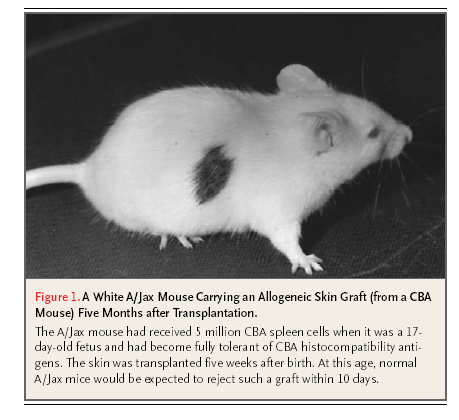 Figure 1. A White A/Jax Mouse Carrying an Allogeneic Skin Graft (from a CBA
Mouse) Five Months after Transplantation.
The A/Jax mouse had received 5 million CBA spleen cells when it was a 17-
day-old fetus and had become fully tolerant of CBA histocompatibility anti-
gens. The skin was transplanted five weeks after birth. At this age, normal
A/Jax mice would be expected to reject such a graft within 10 days.